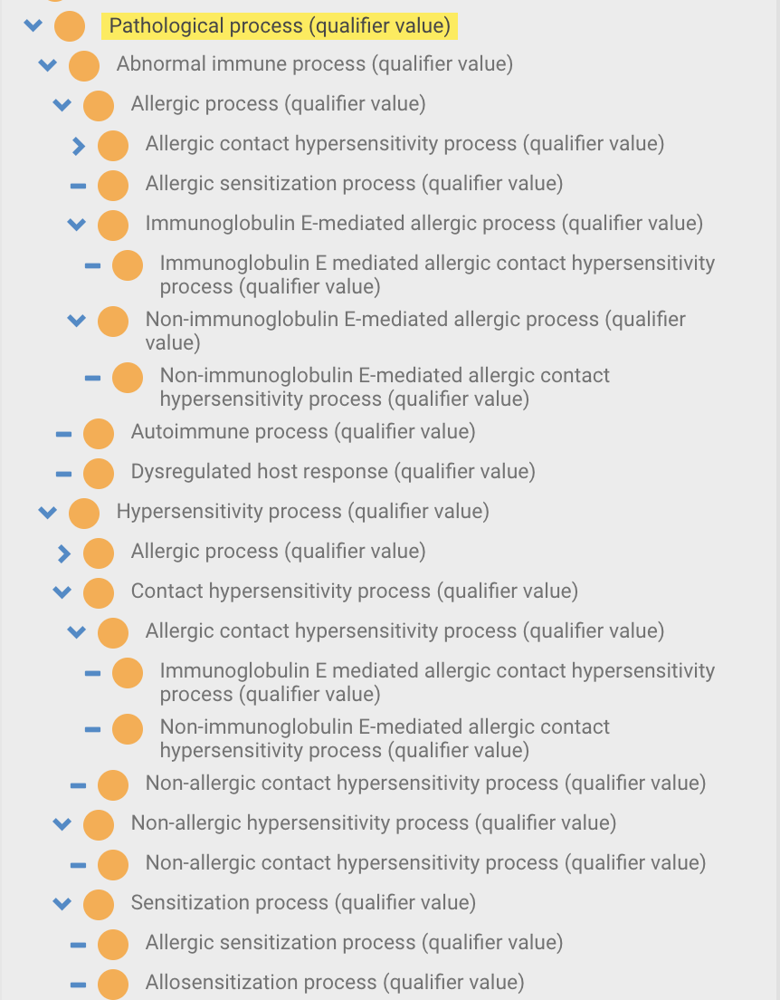 Pathological process (qualifier value)
Abnormal immune process (qualifier value)
Allergic process (qualifier value)
Allergic contact hypersensitivity process (qualifier value)
Allergic sensitization process (qualifier value)
Immunoglobulin E-mediated allergic process (qualifier value)
Immunoglobulin E mediated allergic contact hypersensitivity
process (qualifier value)
Non-immunoglobulin E-mediated allergic process (qualifier
value)
Non-immunoglobulin E-mediated allergic contact
hypersensitivity process (qualifier value)
Autoimmune process (qualifier value)
Dysregulated host response (qualifier value)
Hypersensitivity process (qualifier value)
Allergic process (qualifier value)
Contact hypersensitivity process (qualifier value)
Allergic contact hypersensitivity process (qualifier value)
Immunoglobulin E mediated allergic contact hypersensitivity
process (qualifier value)
Non-immunoglobulin E-mediated allergic contact
hypersensitivity process (qualifier value)
Non-allergic contact hypersensitivity process (qualifier value)
Non-allergic hypersensitivity process (qualifier value)
Non-allergic contact hypersensitivity process (qualifier value)
Sensitization process (qualifier value)
Allergic sensitization process (qualifier value)
Allosensitization process (qualifier value)